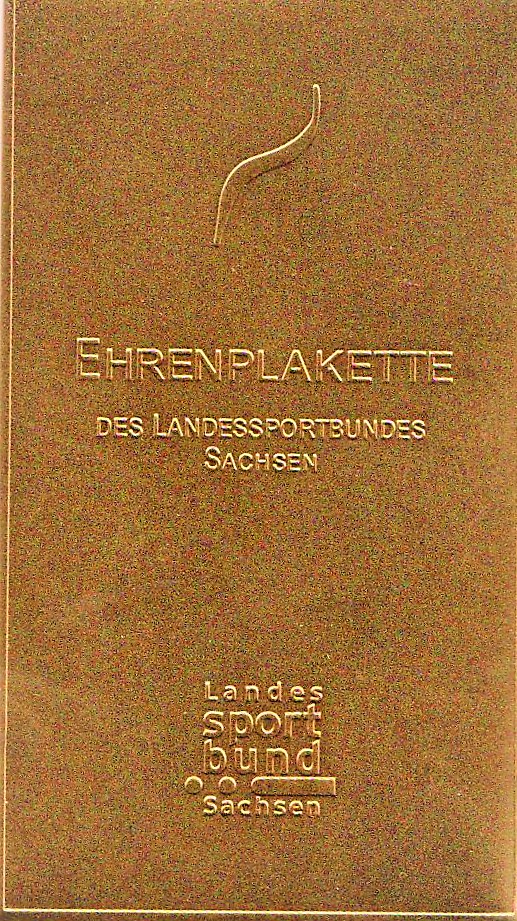 EHRENPLAKETTE
DES LANDESSPORTBUNDES
SACHSEN
Landes
sport
bund
Sachsen